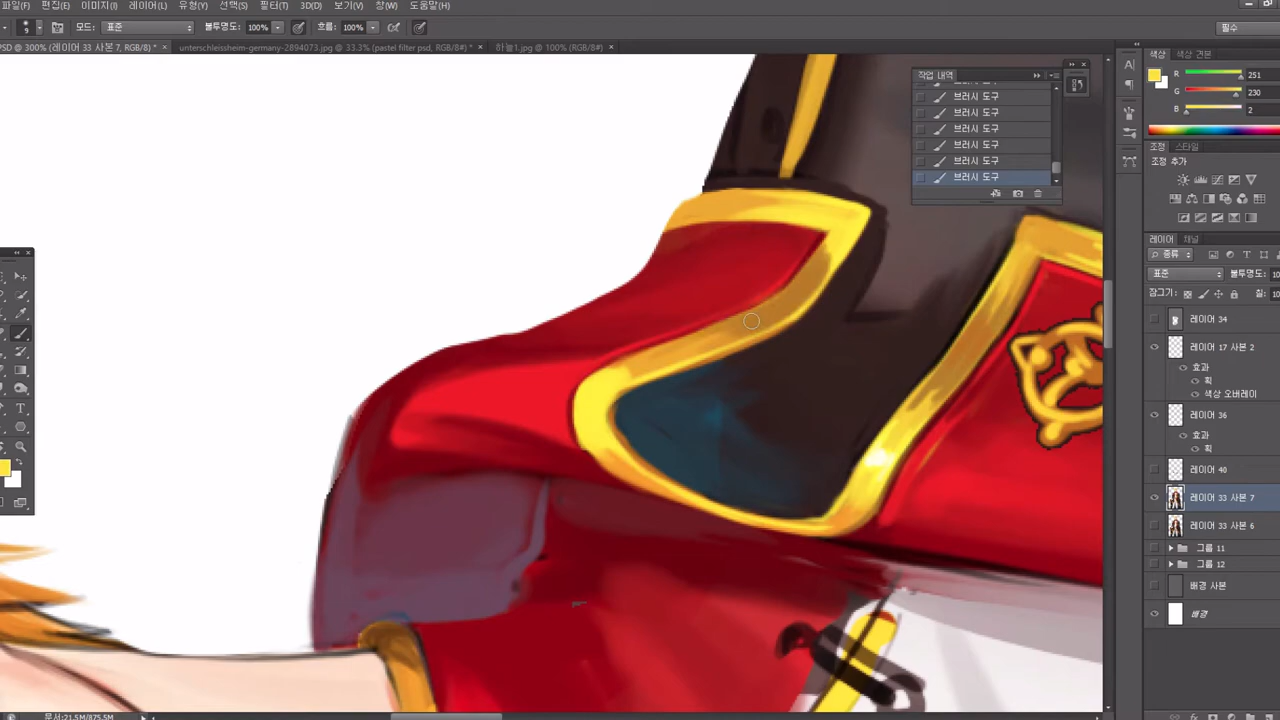 파일(F) 편집(E) 이미지(I) 레이어(L) 유형(Y) 선택(S) 필터(T) 3D(D) 보기(V) 창(W) 도움말(H)
9 모드: 표준 불투명도: 100% 흐름: 100% 필수
PSD @ 300% (레이어 33 사본 7, RGB/8#) * × unterschleissheim-germany-2894073.jpg @ 33.3% (pastel filter psd, RGB/8#) * × 하늘1.jpg @ 100% (RGB/8#) ×
작업 내역
브러시 도구
브러시 도구
브러시 도구
브러시 도구
브러시 도구
브러시 도구
색상 색상 견본
R 251
G 230
B 2
조정 스타일
조정 추가
레이어 채널
종류
표준 불투명도: 10
잠그기: 칠: 10
레이어 34
레이어 17 사본 2
효과
획
색상 오버레이
레이어 36
효과
획
레이어 40
레이어 33 사본 7
레이어 33 사본 6
그룹 11
그룹 12
배경 사본
배경
문서:21.5M/875.5M